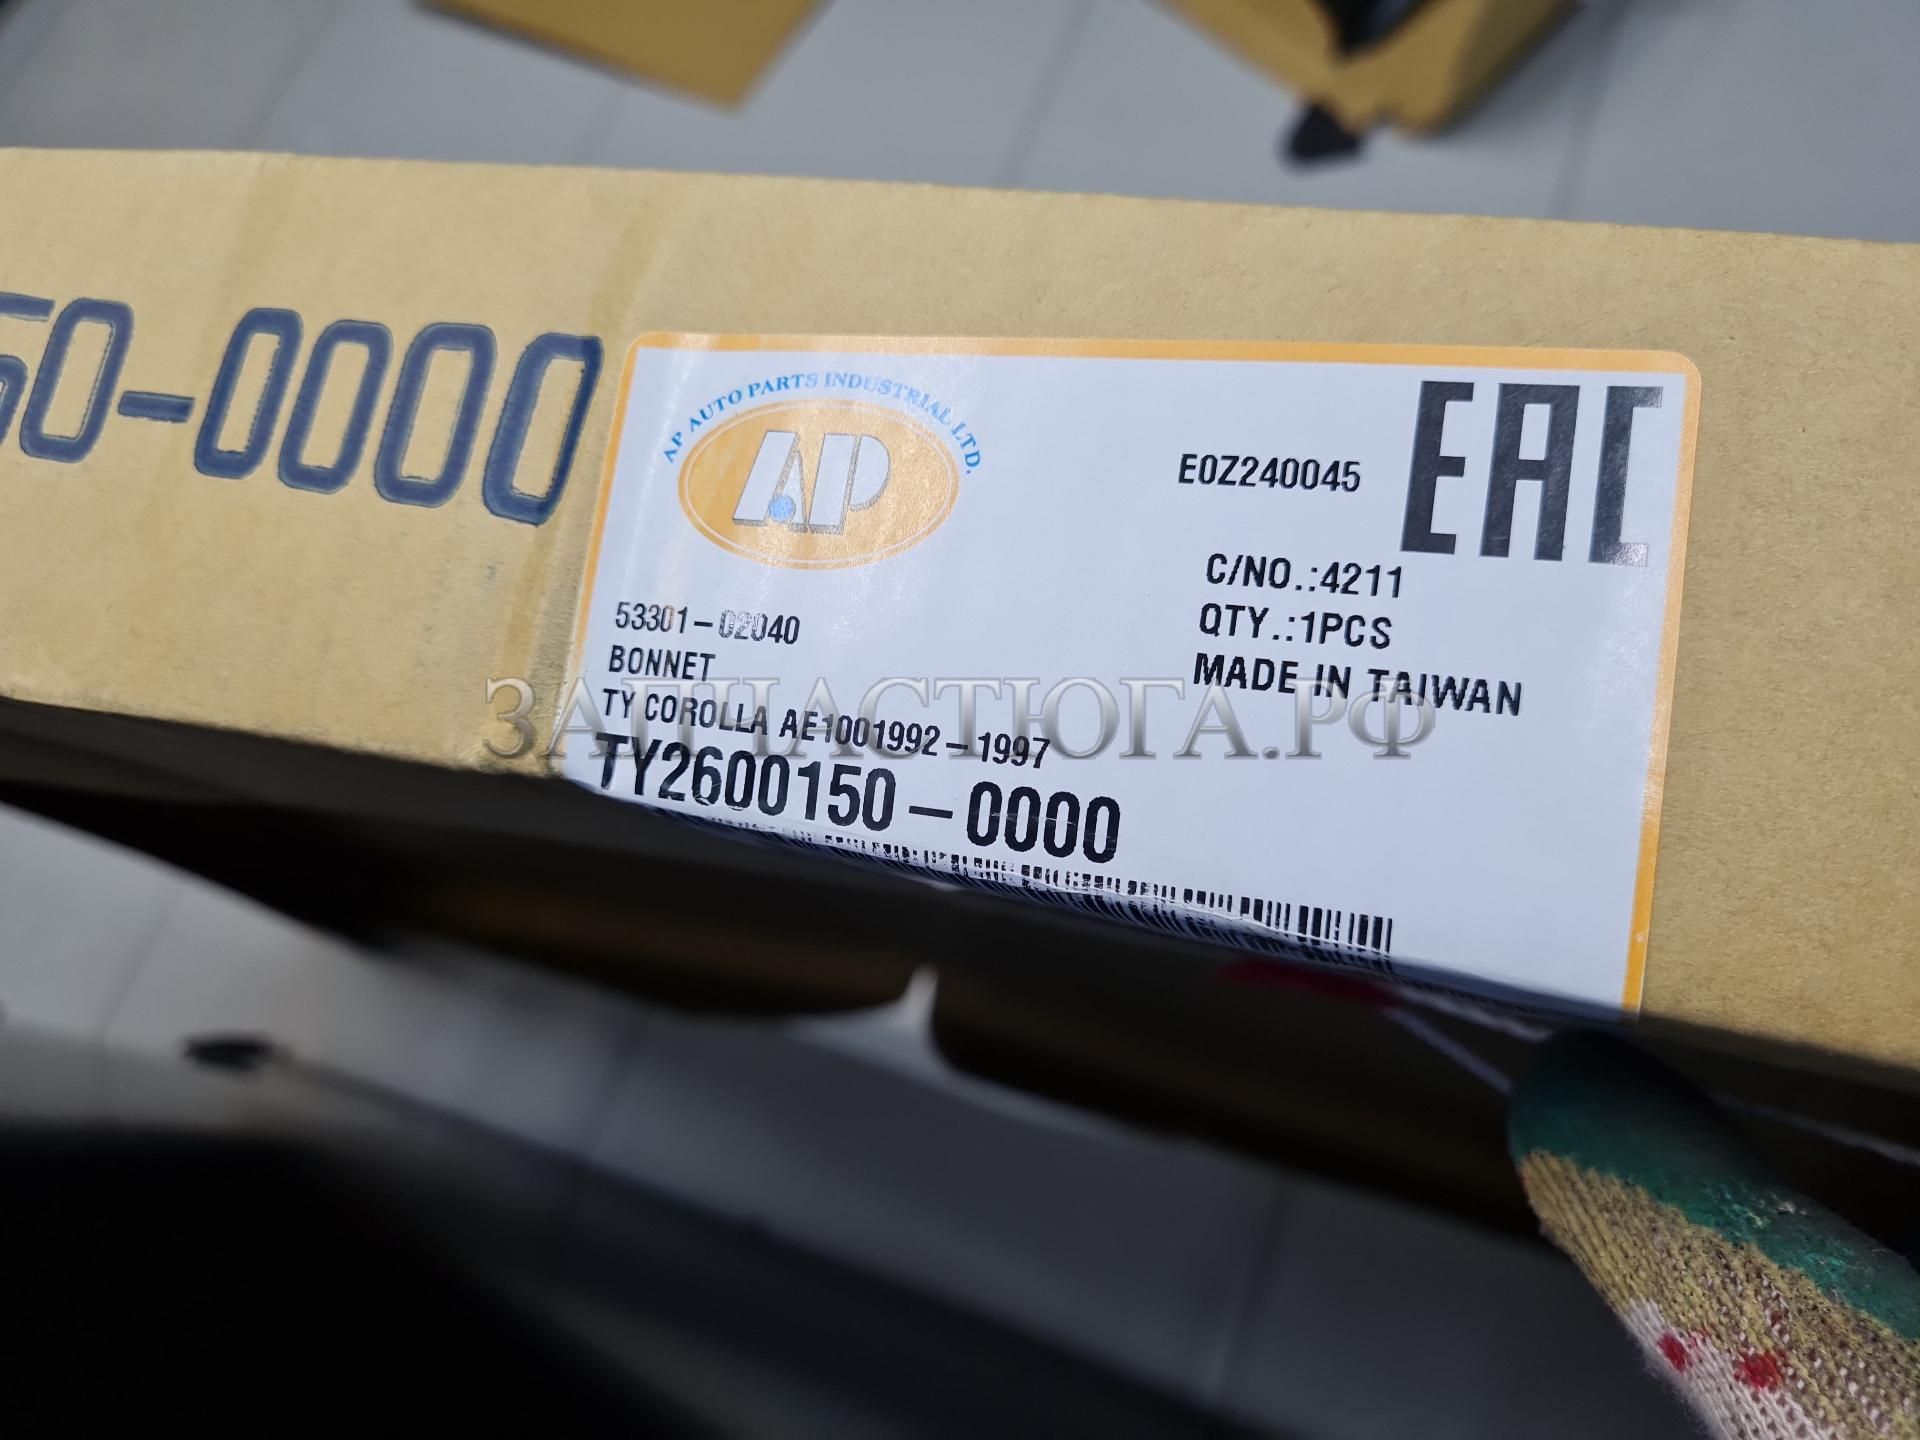 50-0000
AP AUTO PARTS INDUSTRIAL LTD.
AP
E0Z240045
EAC
C/NO.:4211
QTY.:1PCS
MADE IN TAIWAN
53301-02040
BONNET
TY COROLLA AE1001992-1997
TY2600150-0000
ЗАПЧАСТЮГА.РФ